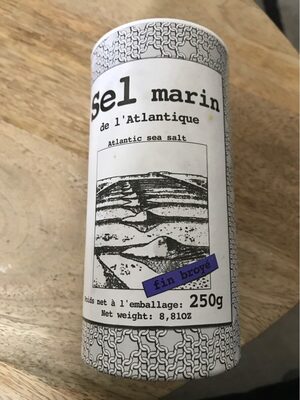 sel marin
de l'Atlantique
Atlantic sea salt
fin broyé
Poids net à l'emballage: 250g
Net weight: 8,81OZ